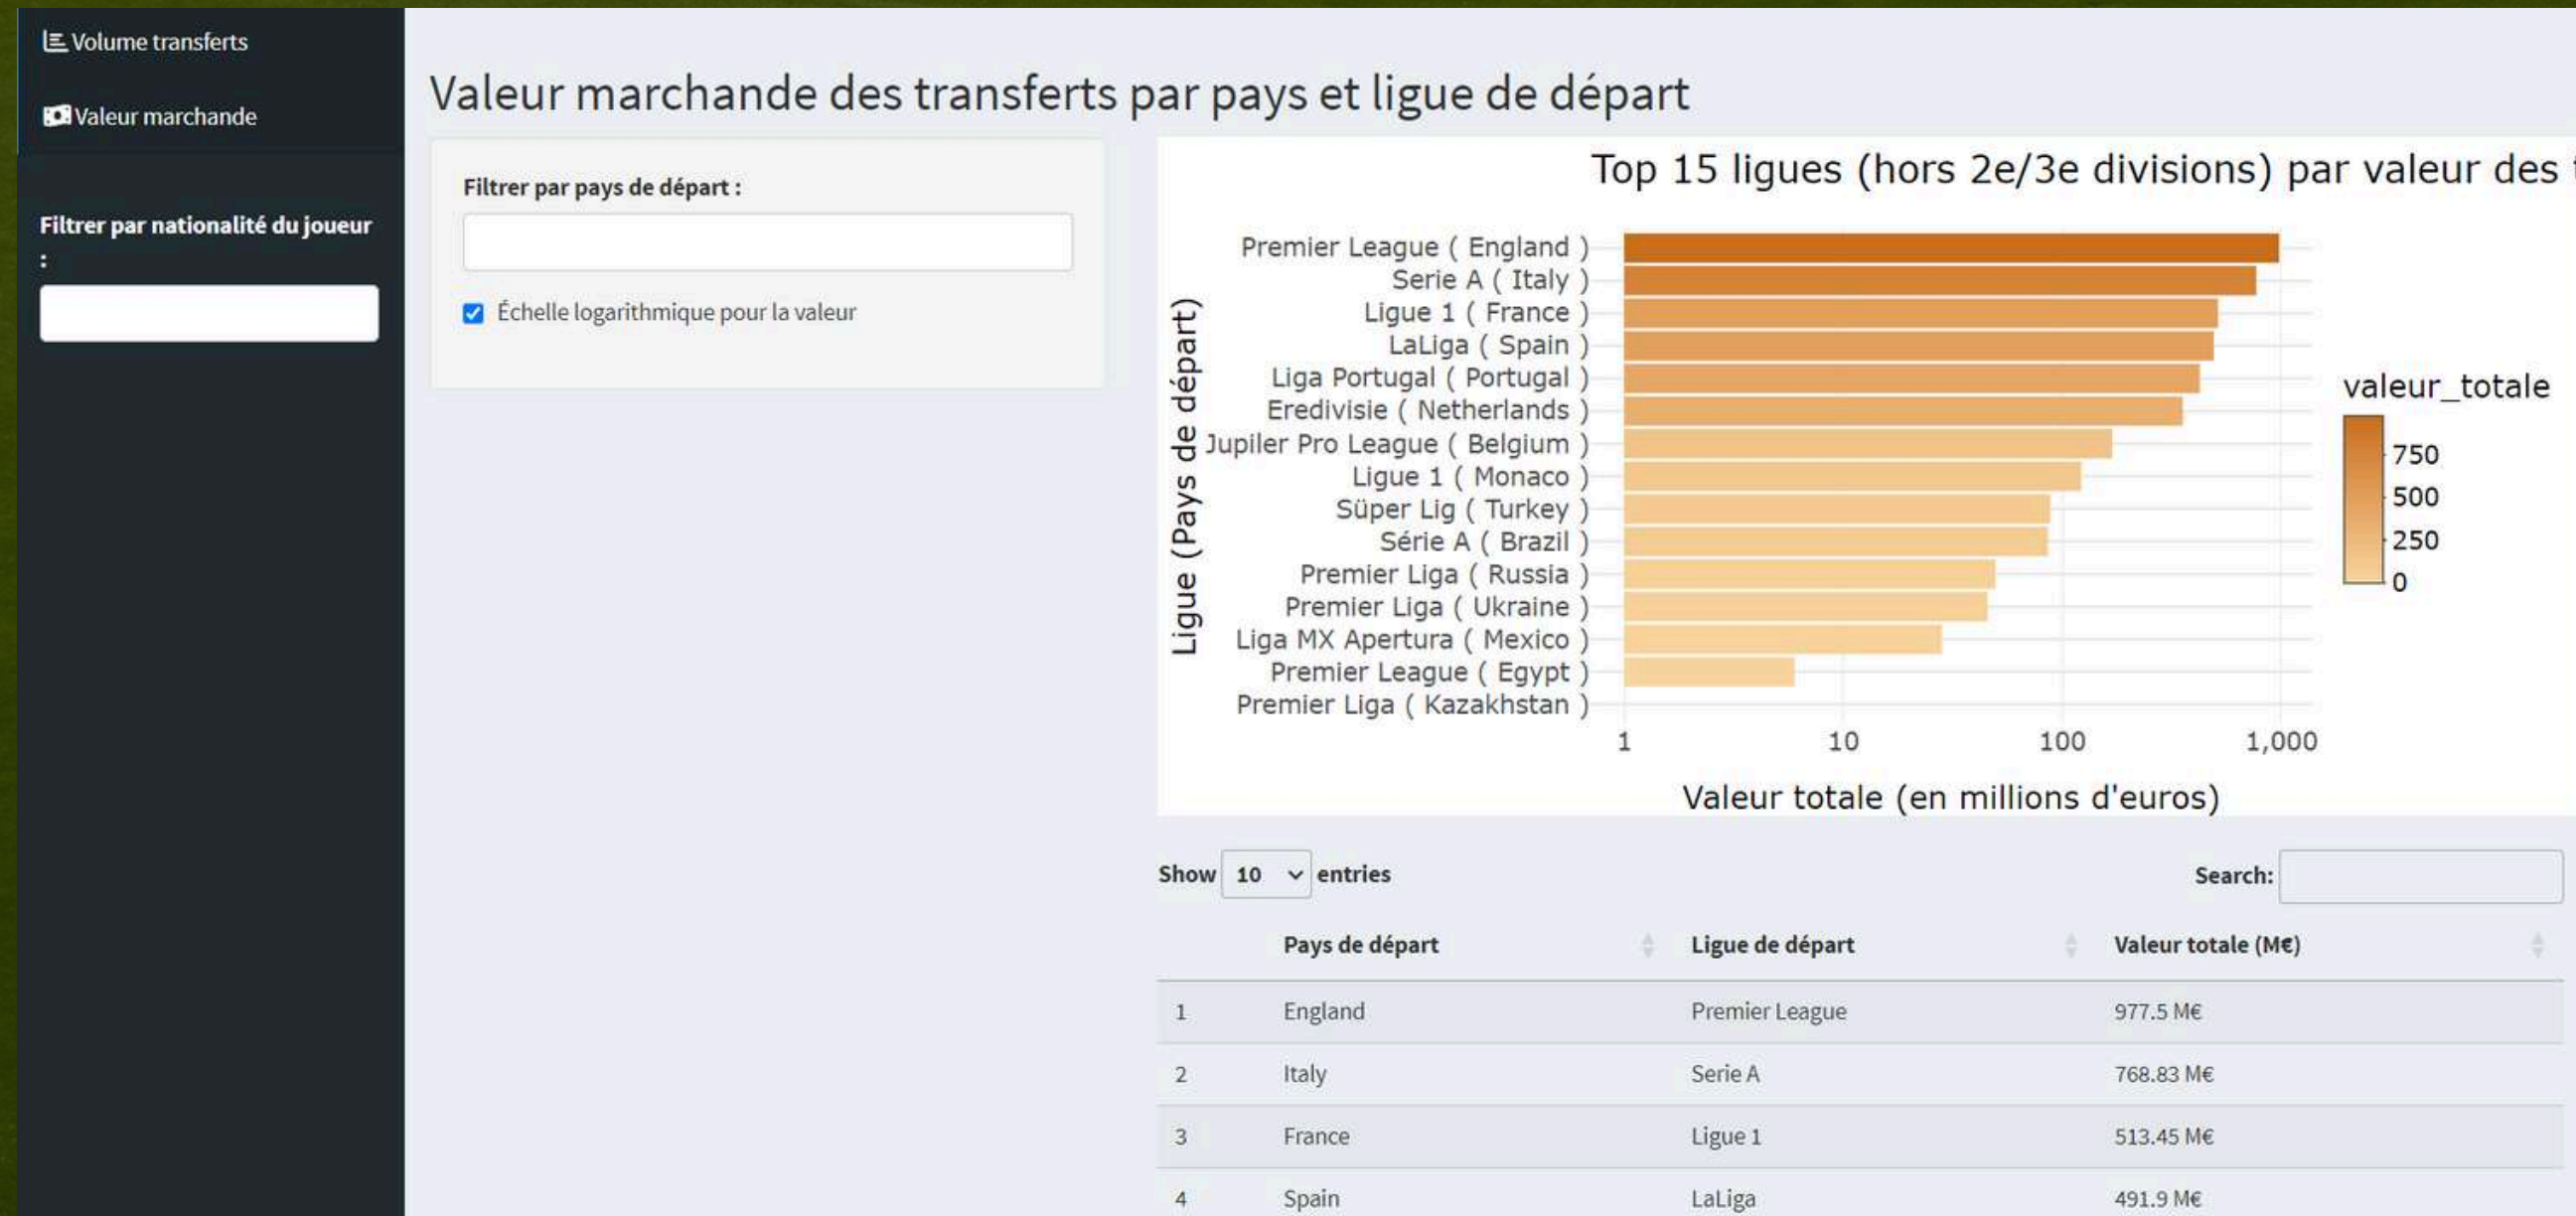 Volume transferts
Valeur marchande
Filtrer par nationalité du joueur
:
Valeur marchande des transferts par pays et ligue de départ
Filtrer par pays de départ :
Échelle logarithmique pour la valeur
Top 15 ligues (hors 2e/3e divisions) par valeur des
Ligue (Pays de départ)
Premier League ( England )
Serie A ( Italy )
Ligue 1 ( France )
LaLiga ( Spain )
Liga Portugal ( Portugal )
Eredivisie ( Netherlands )
Jupiler Pro League ( Belgium )
Ligue 1 ( Monaco )
Süper Lig ( Turkey )
Série A ( Brazil )
Premier Liga ( Russia )
Premier Liga ( Ukraine )
Liga MX Apertura ( Mexico )
Premier League ( Egypt )
Premier Liga ( Kazakhstan )
1 10 100 1,000
Valeur totale (en millions d'euros)
valeur_totale
750
500
250
0
Show 10 entries
Search:
Pays de départ Ligue de départ Valeur totale (M€)
1 England Premier League 977.5 M€
2 Italy Serie A 768.83 M€
3 France Ligue 1 513.45 M€
4 Spain LaLiga 491.9 M€